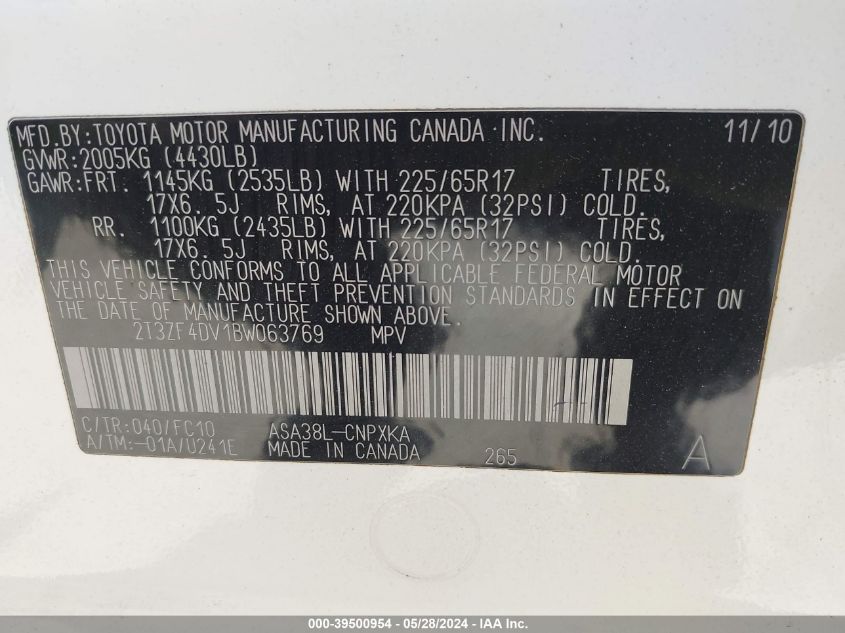 MFD.BY:TOYOTA MOTOR MANUFACTURING CANADA INC. 11/10
GVWR:2005KG (4430LB)
GAWR:FRT. 1145KG (2535LB) WITH 225/65R17 TIRES,
17X6.5J RIMS, AT 220KPA (32PSI) COLD.
RR. 1100KG (2435LB) WITH 225/65R17 TIRES,
17X6.5J RIMS, AT 220KPA (32PSI) COLD.
THIS VEHICLE CONFORMS TO ALL APPLICABLE FEDERAL MOTOR
VEHICLE SAFETY AND THEFT PREVENTION STANDARDS IN EFFECT ON
THE DATE OF MANUFACTURE SHOWN ABOVE.
2T3ZF4DV1BW063769 MPV
C/TR:040/FC10 ASA38L-CNPXKA
A/TM:-01A/U241E MADE IN CANADA 265 A
000-39500954 - 05/28/2024 - IAA Inc.